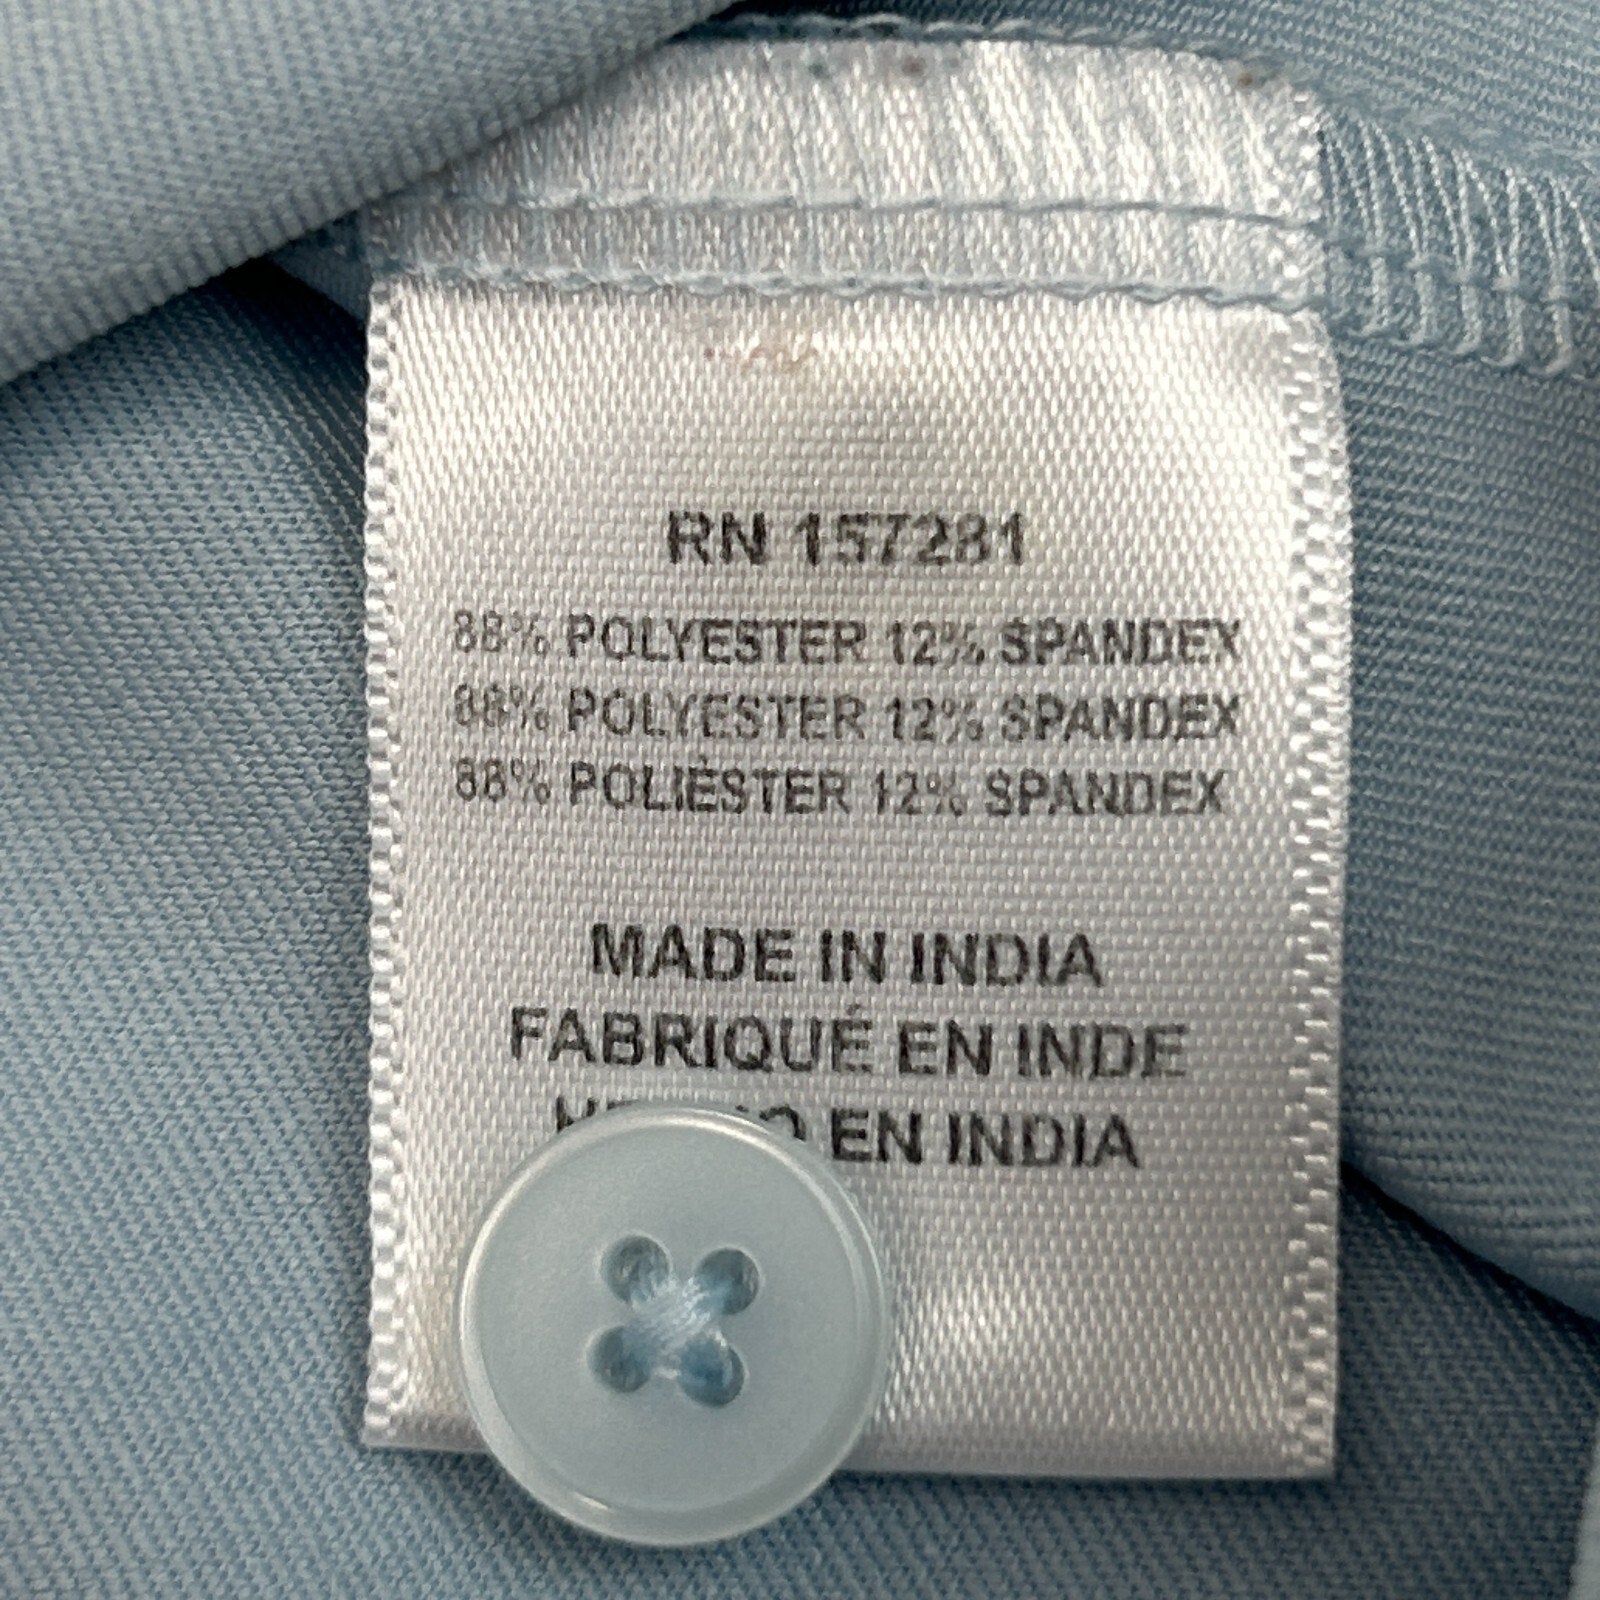 RN 157281
88% POLYESTER 12% SPANDEX
88% POLYESTER 12% SPANDEX
88% POLIÉSTER 12% SPANDEX
MADE IN INDIA
FABRIQUÉ EN INDE
EN INDIA